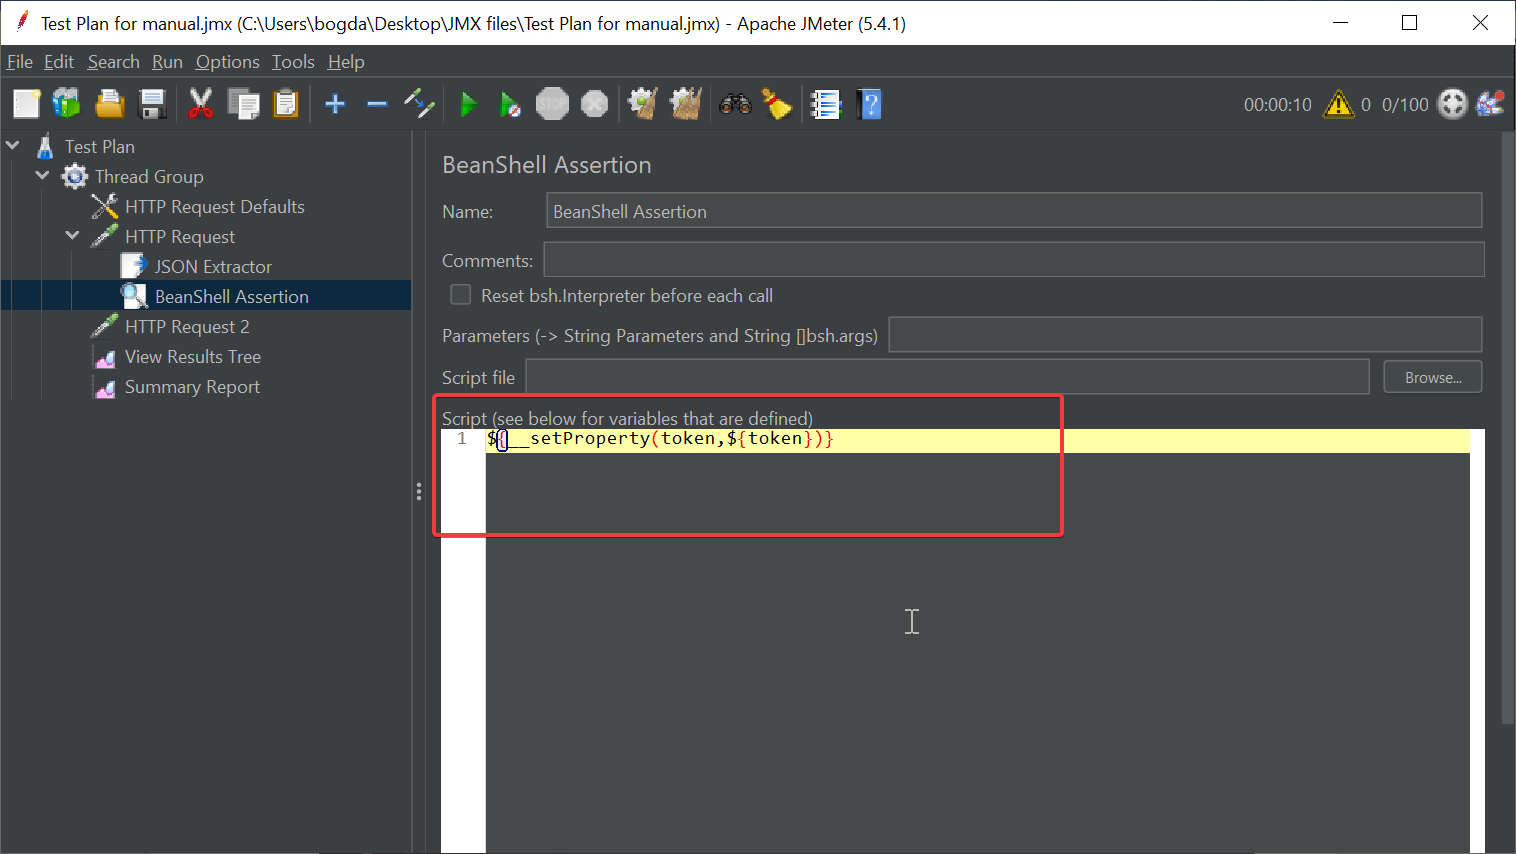 Test Plan for manual.jmx (C:\Users\bogda\Desktop\JMX files\Test Plan for manual.jmx) - Apache JMeter (5.4.1)
File Edit Search Run Options Tools Help
STOP 00:00:10 0 0/100
Test Plan
Thread Group
HTTP Request Defaults
HTTP Request
JSON Extractor
BeanShell Assertion
HTTP Request 2
View Results Tree
Summary Report
BeanShell Assertion
Name: BeanShell Assertion
Comments:
Reset bsh.Interpreter before each call
Parameters (-> String Parameters and String []bsh.args)
Script file Browse...
Script (see below for variables that are defined)
1 ${__setProperty(token,${token})}